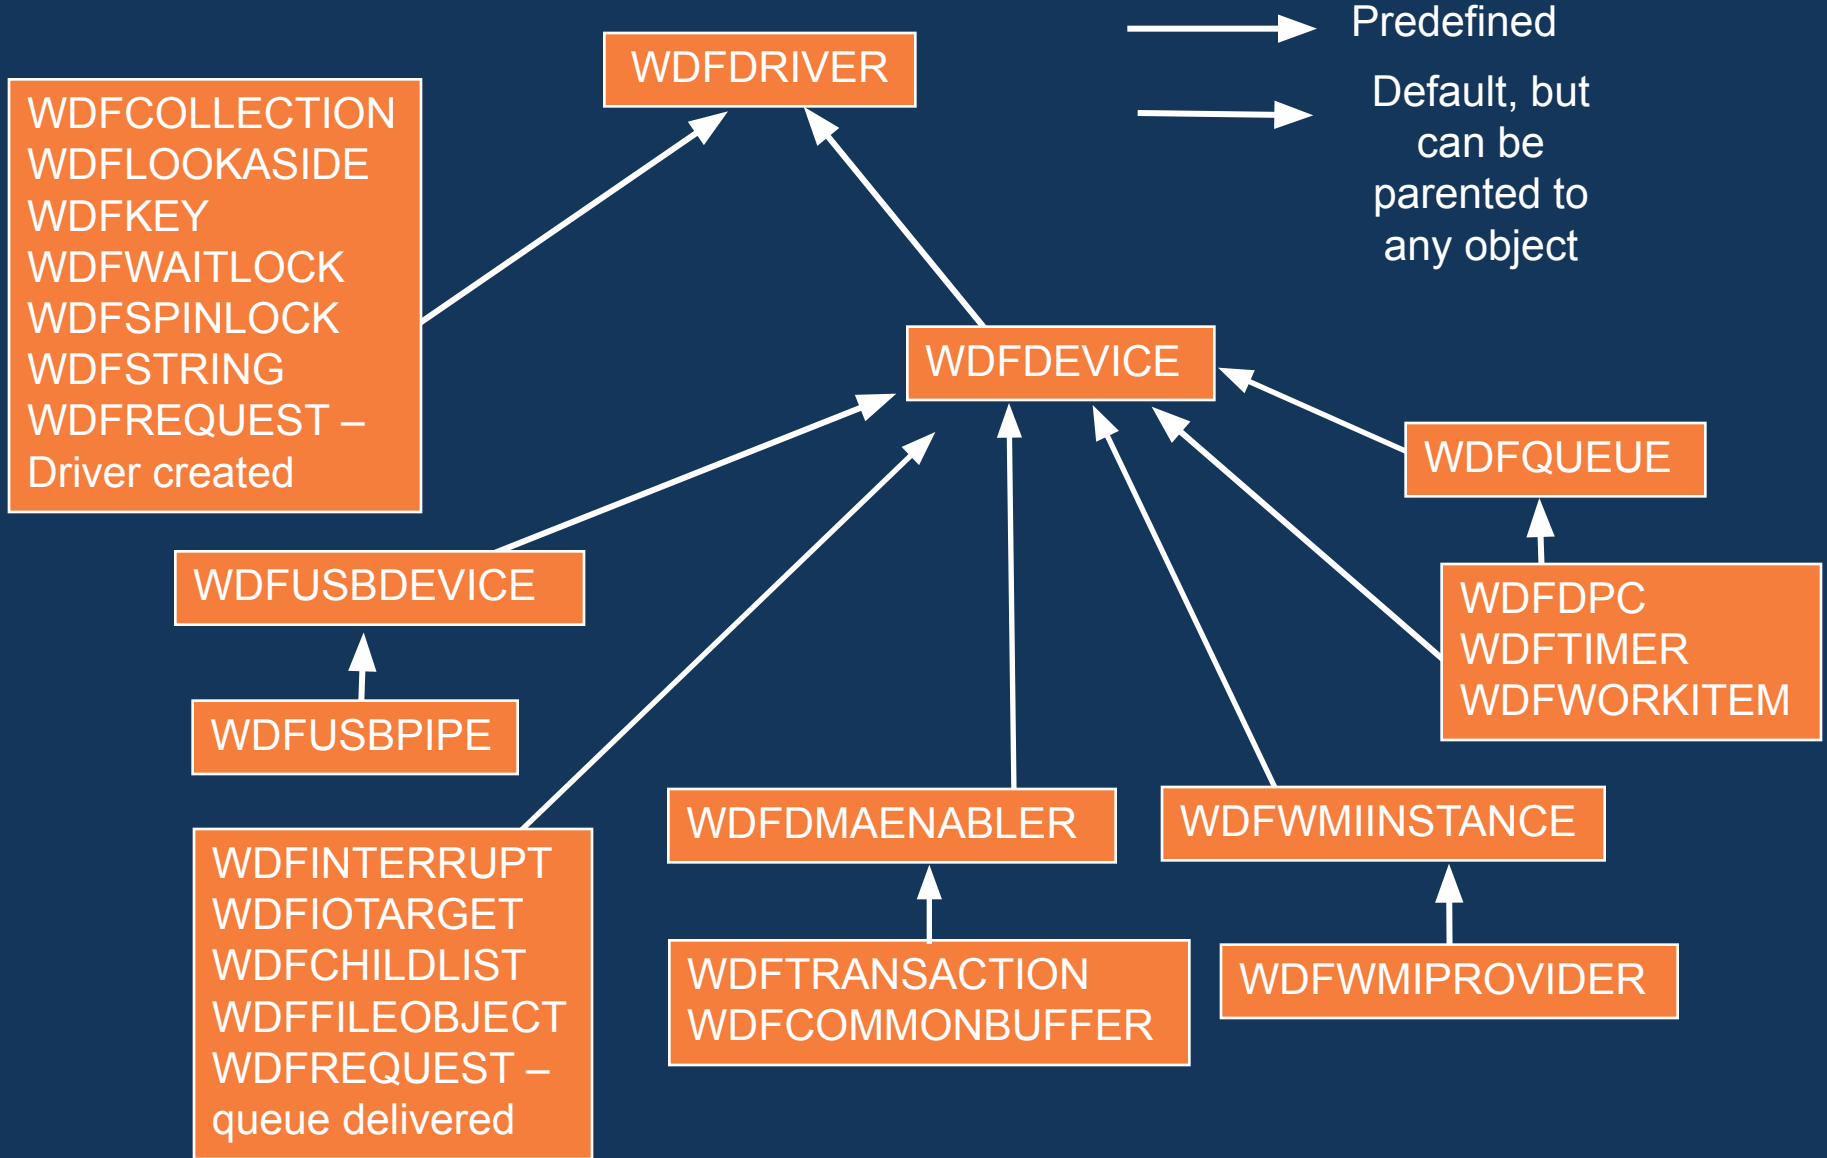 WDFDRIVER
Predefined
Default, but
can be
parented to
any object
WDFCOLLECTION
WDFLOOKASIDE
WDFKEY
WDFWAITLOCK
WDFSPINLOCK
WDFSTRING
WDFREQUEST –
Driver created
WDFDEVICE
WDFQUEUE
WDFUSBDEVICE
WDFDPC
WDFTIMER
WDFWORKITEM
WDFUSBPIPE
WDFINTERRUPT
WDFIOTARGET
WDFCHILDLIST
WDFFILEOBJECT
WDFREQUEST –
queue delivered
WDFDMAENABLER
WDFWMIINSTANCE
WDFTRANSACTION
WDFCOMMONBUFFER
WDFWMIPROVIDER